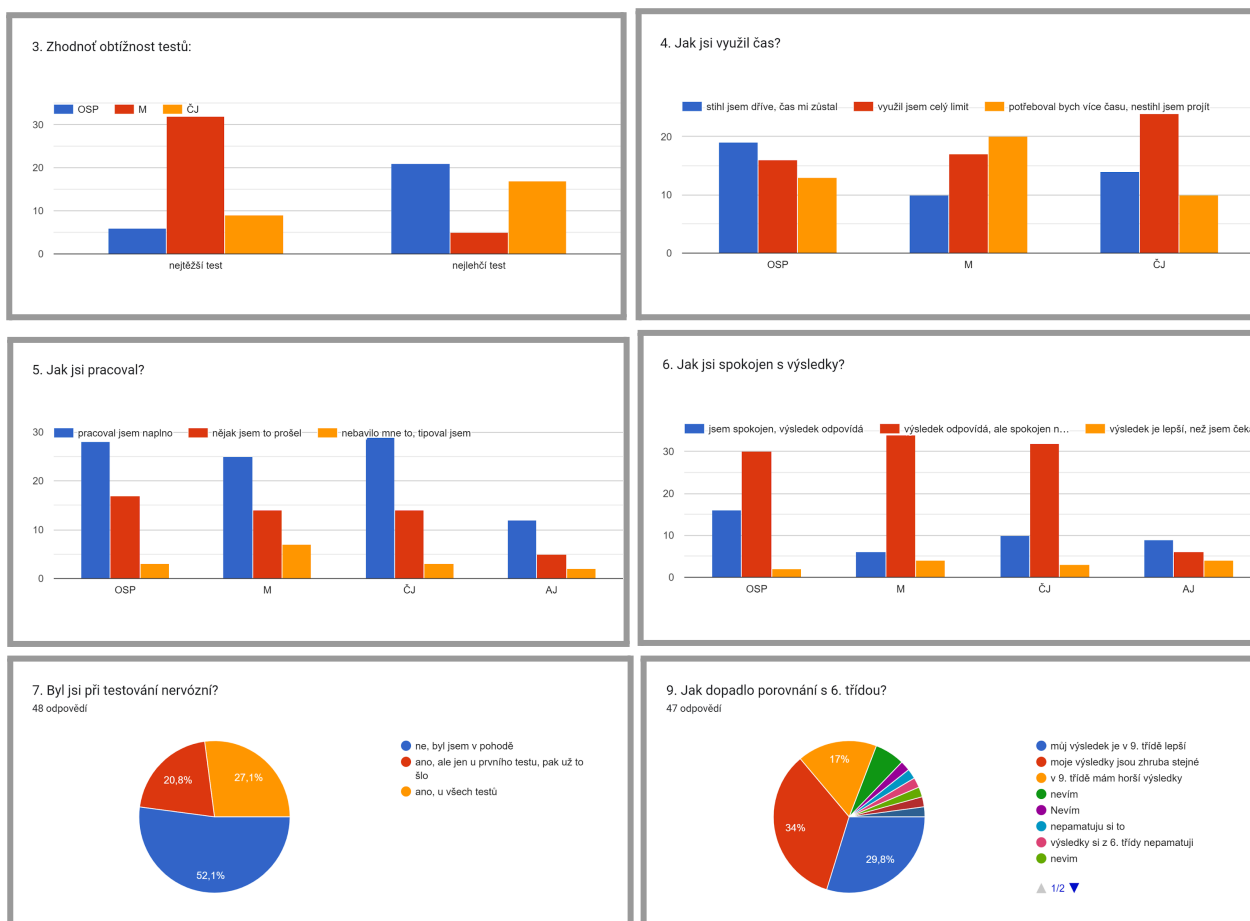 3. Zhodnoť obtížnost testů:
OSP M ČJ
30
20
10
0
nejtěžší test nejlehčí test
4. Jak jsi využil čas?
stihl jsem dříve, čas mi zůstal využil jsem celý limit potřeboval bych více času, nestihl jsem projít
20
10
0
OSP M ČJ
5. Jak jsi pracoval?
pracoval jsem naplno nějak jsem to prošel nebavilo mne to, tipoval jsem
30
20
10
0
OSP M ČJ AJ
6. Jak jsi spokojen s výsledky?
jsem spokojen, výsledek odpovídá výsledek odpovídá, ale spokojen n... výsledek je lepší, než jsem ček
30
20
10
0
OSP M ČJ AJ
7. Byl jsi při testování nervózní?
48 odpovědí
20,8%
27,1%
52,1%
ne, byl jsem v pohodě
ano, ale jen u prvního testu, pak už to
šlo
ano, u všech testů
9. Jak dopadlo porovnání s 6. třídou?
47 odpovědí
17%
34%
29,8%
můj výsledek je v 9. třídě lepší
moje výsledky jsou zhruba stejné
v 9. třídě mám horší výsledky
nevím
Nevím
nepamatuju si to
výsledky si z 6. třídy nepamatuji
nevim
1/2